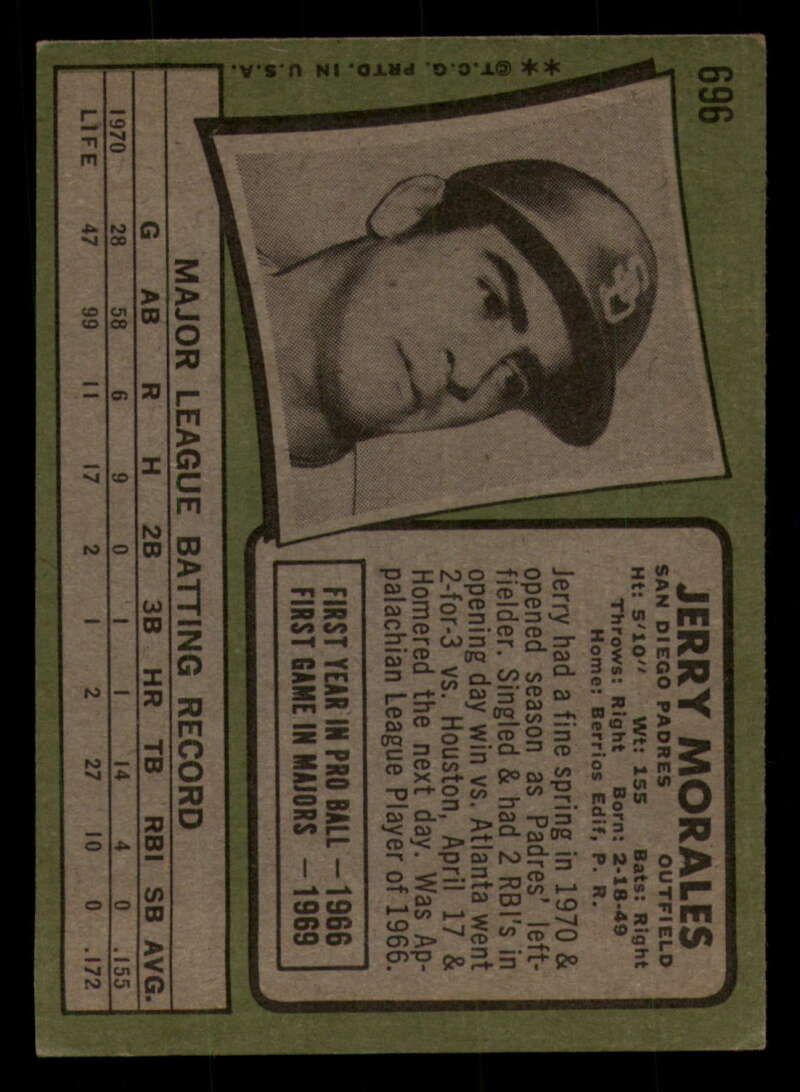 696
**©T.C.G. PRTD. IN U.S.A.
SD
JERRY MORALES
SAN DIEGO PADRES OUTFIELD
Ht: 5'10" Wt: 155 Bats: Right
Throws: Right Born: 2-18-49
Home: Berrios Edif, P. R.
Jerry had a fine spring in 1970 &
opened season as Padres' left-
fielder. Singled & had 2 RBI's in
opening day win vs. Atlanta went
2-for-3 vs. Houston, April 17 &
Homered the next day. Was Ap-
palachian League Player of 1966.
FIRST YEAR IN PRO BALL — 1966
FIRST GAME IN MAJORS — 1969
MAJOR LEAGUE BATTING RECORD
G AB R H 2B 3B HR TB RBI SB AVG.
1970 28 58 6 9 0 1 1 14 4 0 .155
LIFE 47 99 11 17 2 1 2 27 10 0 .172